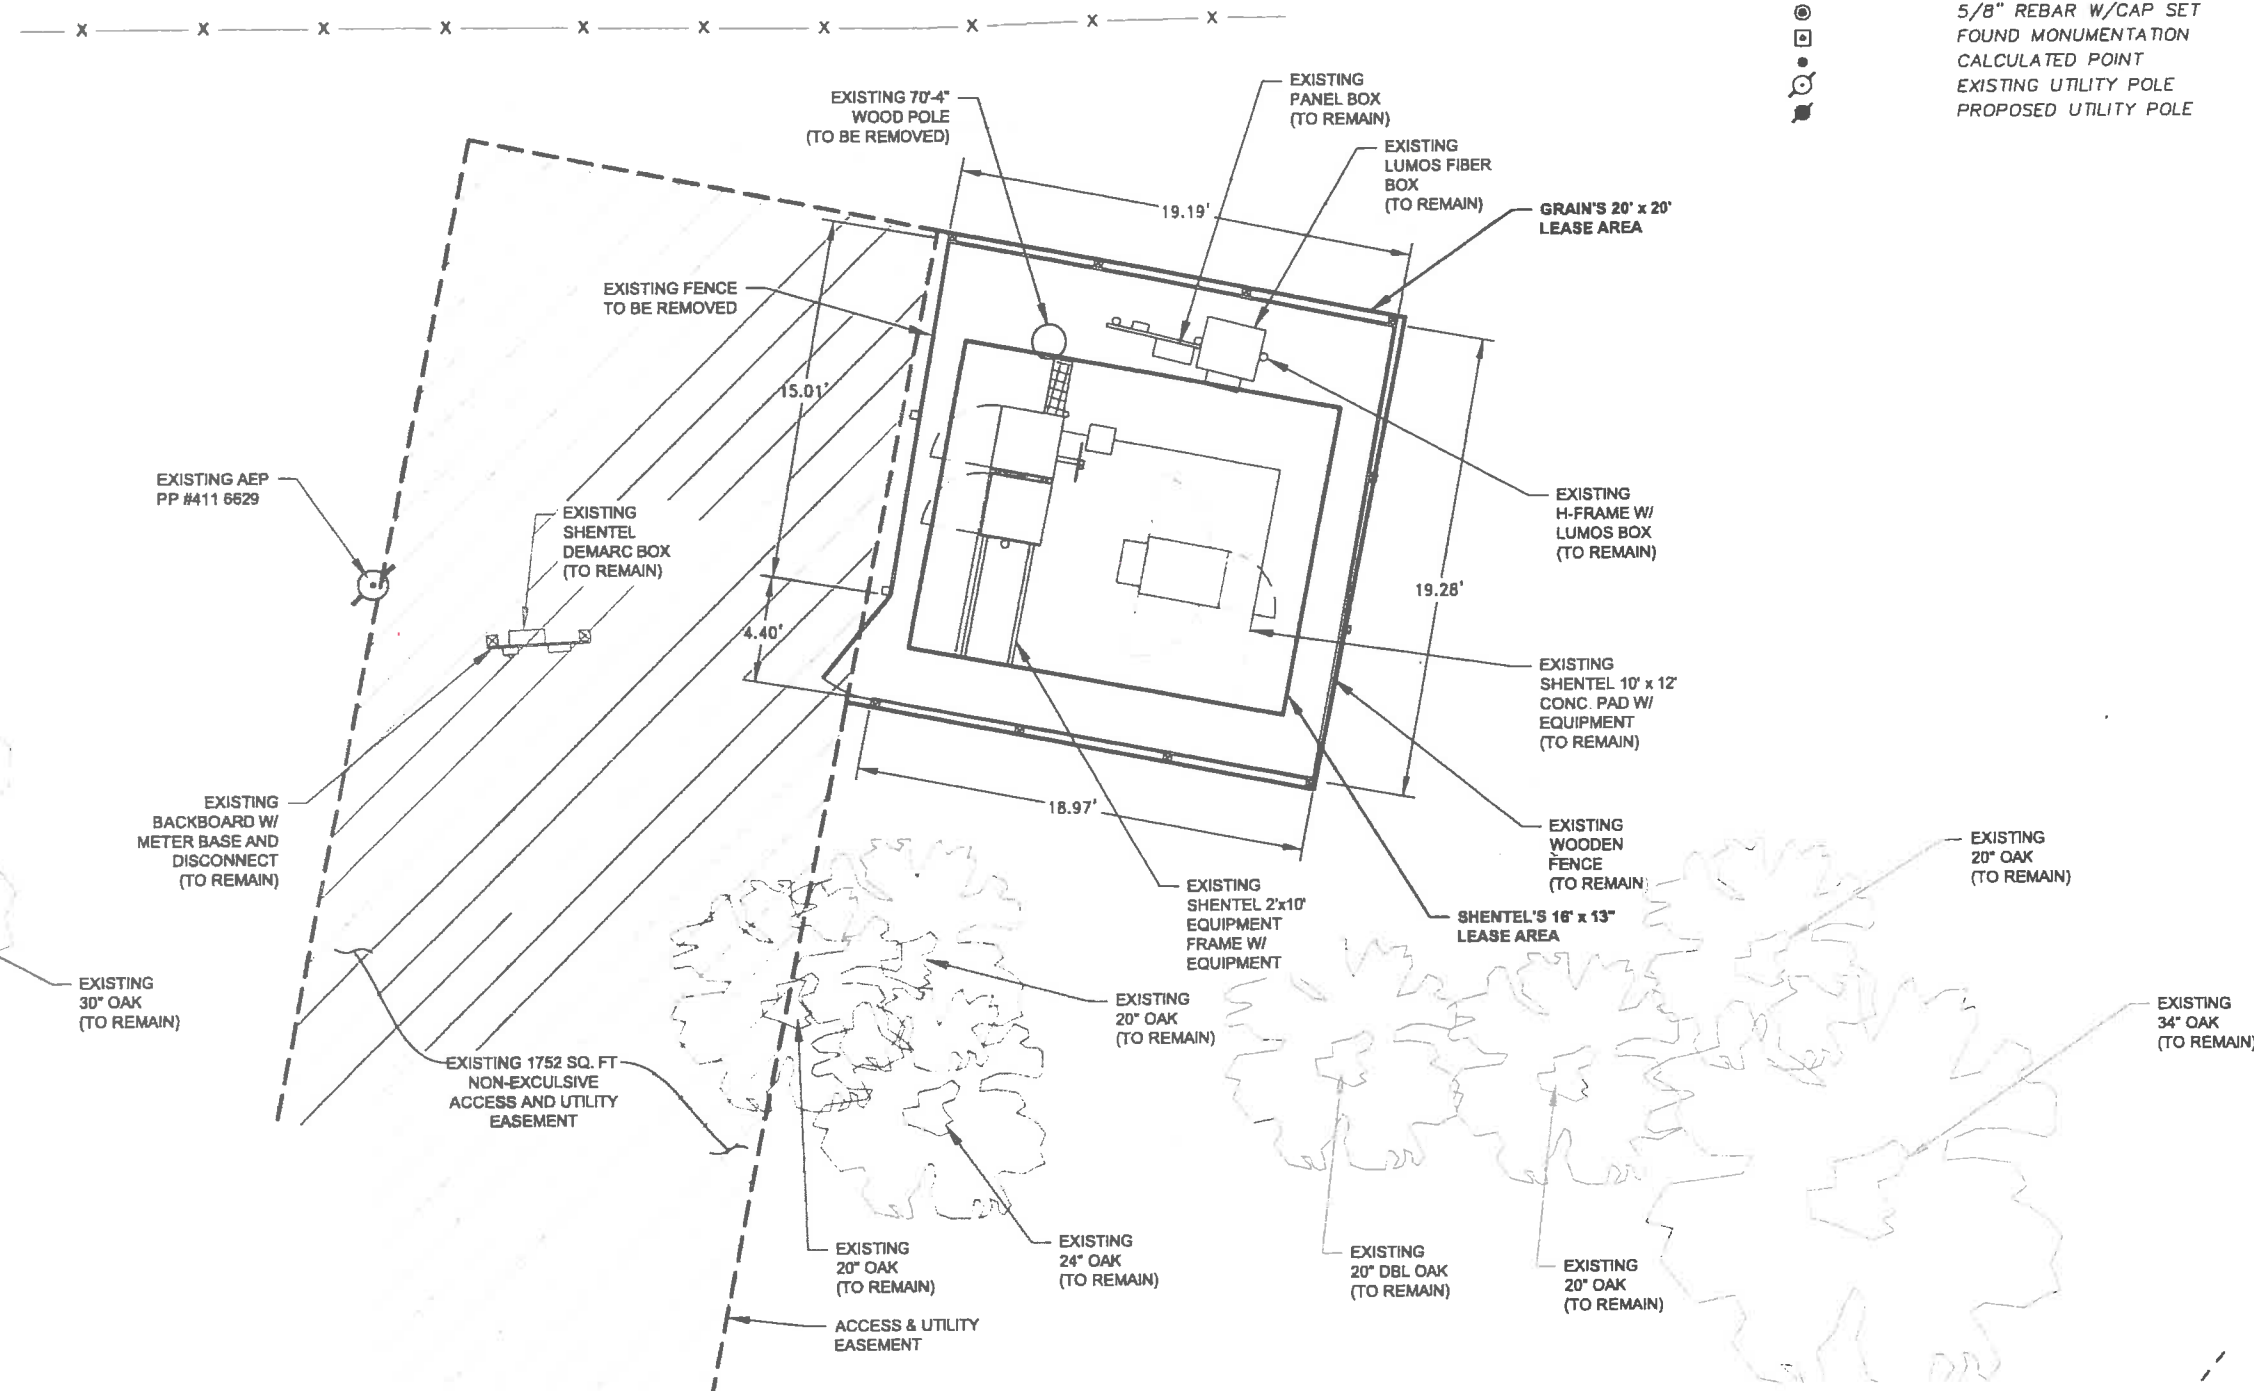 5/8" REBAR W/CAP SET
FOUND MONUMENTATION
CALCULATED POINT
EXISTING UTILITY POLE
PROPOSED UTILITY POLE
EXISTING 70'-4"
WOOD POLE
(TO BE REMOVED)
EXISTING
PANEL BOX
(TO REMAIN)
EXISTING
LUMOS FIBER
BOX
(TO REMAIN)
19.19'
GRAIN'S 20' x 20'
LEASE AREA
EXISTING FENCE
TO BE REMOVED
15.01'
EXISTING AEP
PP #411 6629
EXISTING
SHENTEL
DEMARC BOX
(TO REMAIN)
EXISTING
H-FRAME W/
LUMOS BOX
(TO REMAIN)
19.28'
4.40'
EXISTING
SHENTEL 10' x 12'
CONC. PAD W/
EQUIPMENT
(TO REMAIN)
EXISTING
BACKBOARD W/
METER BASE AND
DISCONNECT
(TO REMAIN)
18.97'
EXISTING
WOODEN
FENCE
(TO REMAIN)
EXISTING
20" OAK
(TO REMAIN)
EXISTING
SHENTEL 2'x10'
EQUIPMENT
FRAME W/
EQUIPMENT
SHENTEL'S 16' x 13"
LEASE AREA
EXISTING
30" OAK
(TO REMAIN)
EXISTING
20" OAK
(TO REMAIN)
EXISTING
34" OAK
(TO REMAIN)
EXISTING 1752 SQ. FT
NON-EXCULSIVE
ACCESS AND UTILITY
EASEMENT
EXISTING
20" OAK
(TO REMAIN)
EXISTING
24" OAK
(TO REMAIN)
EXISTING
20" DBL OAK
(TO REMAIN)
EXISTING
20" OAK
(TO REMAIN)
ACCESS & UTILITY
EASEMENT